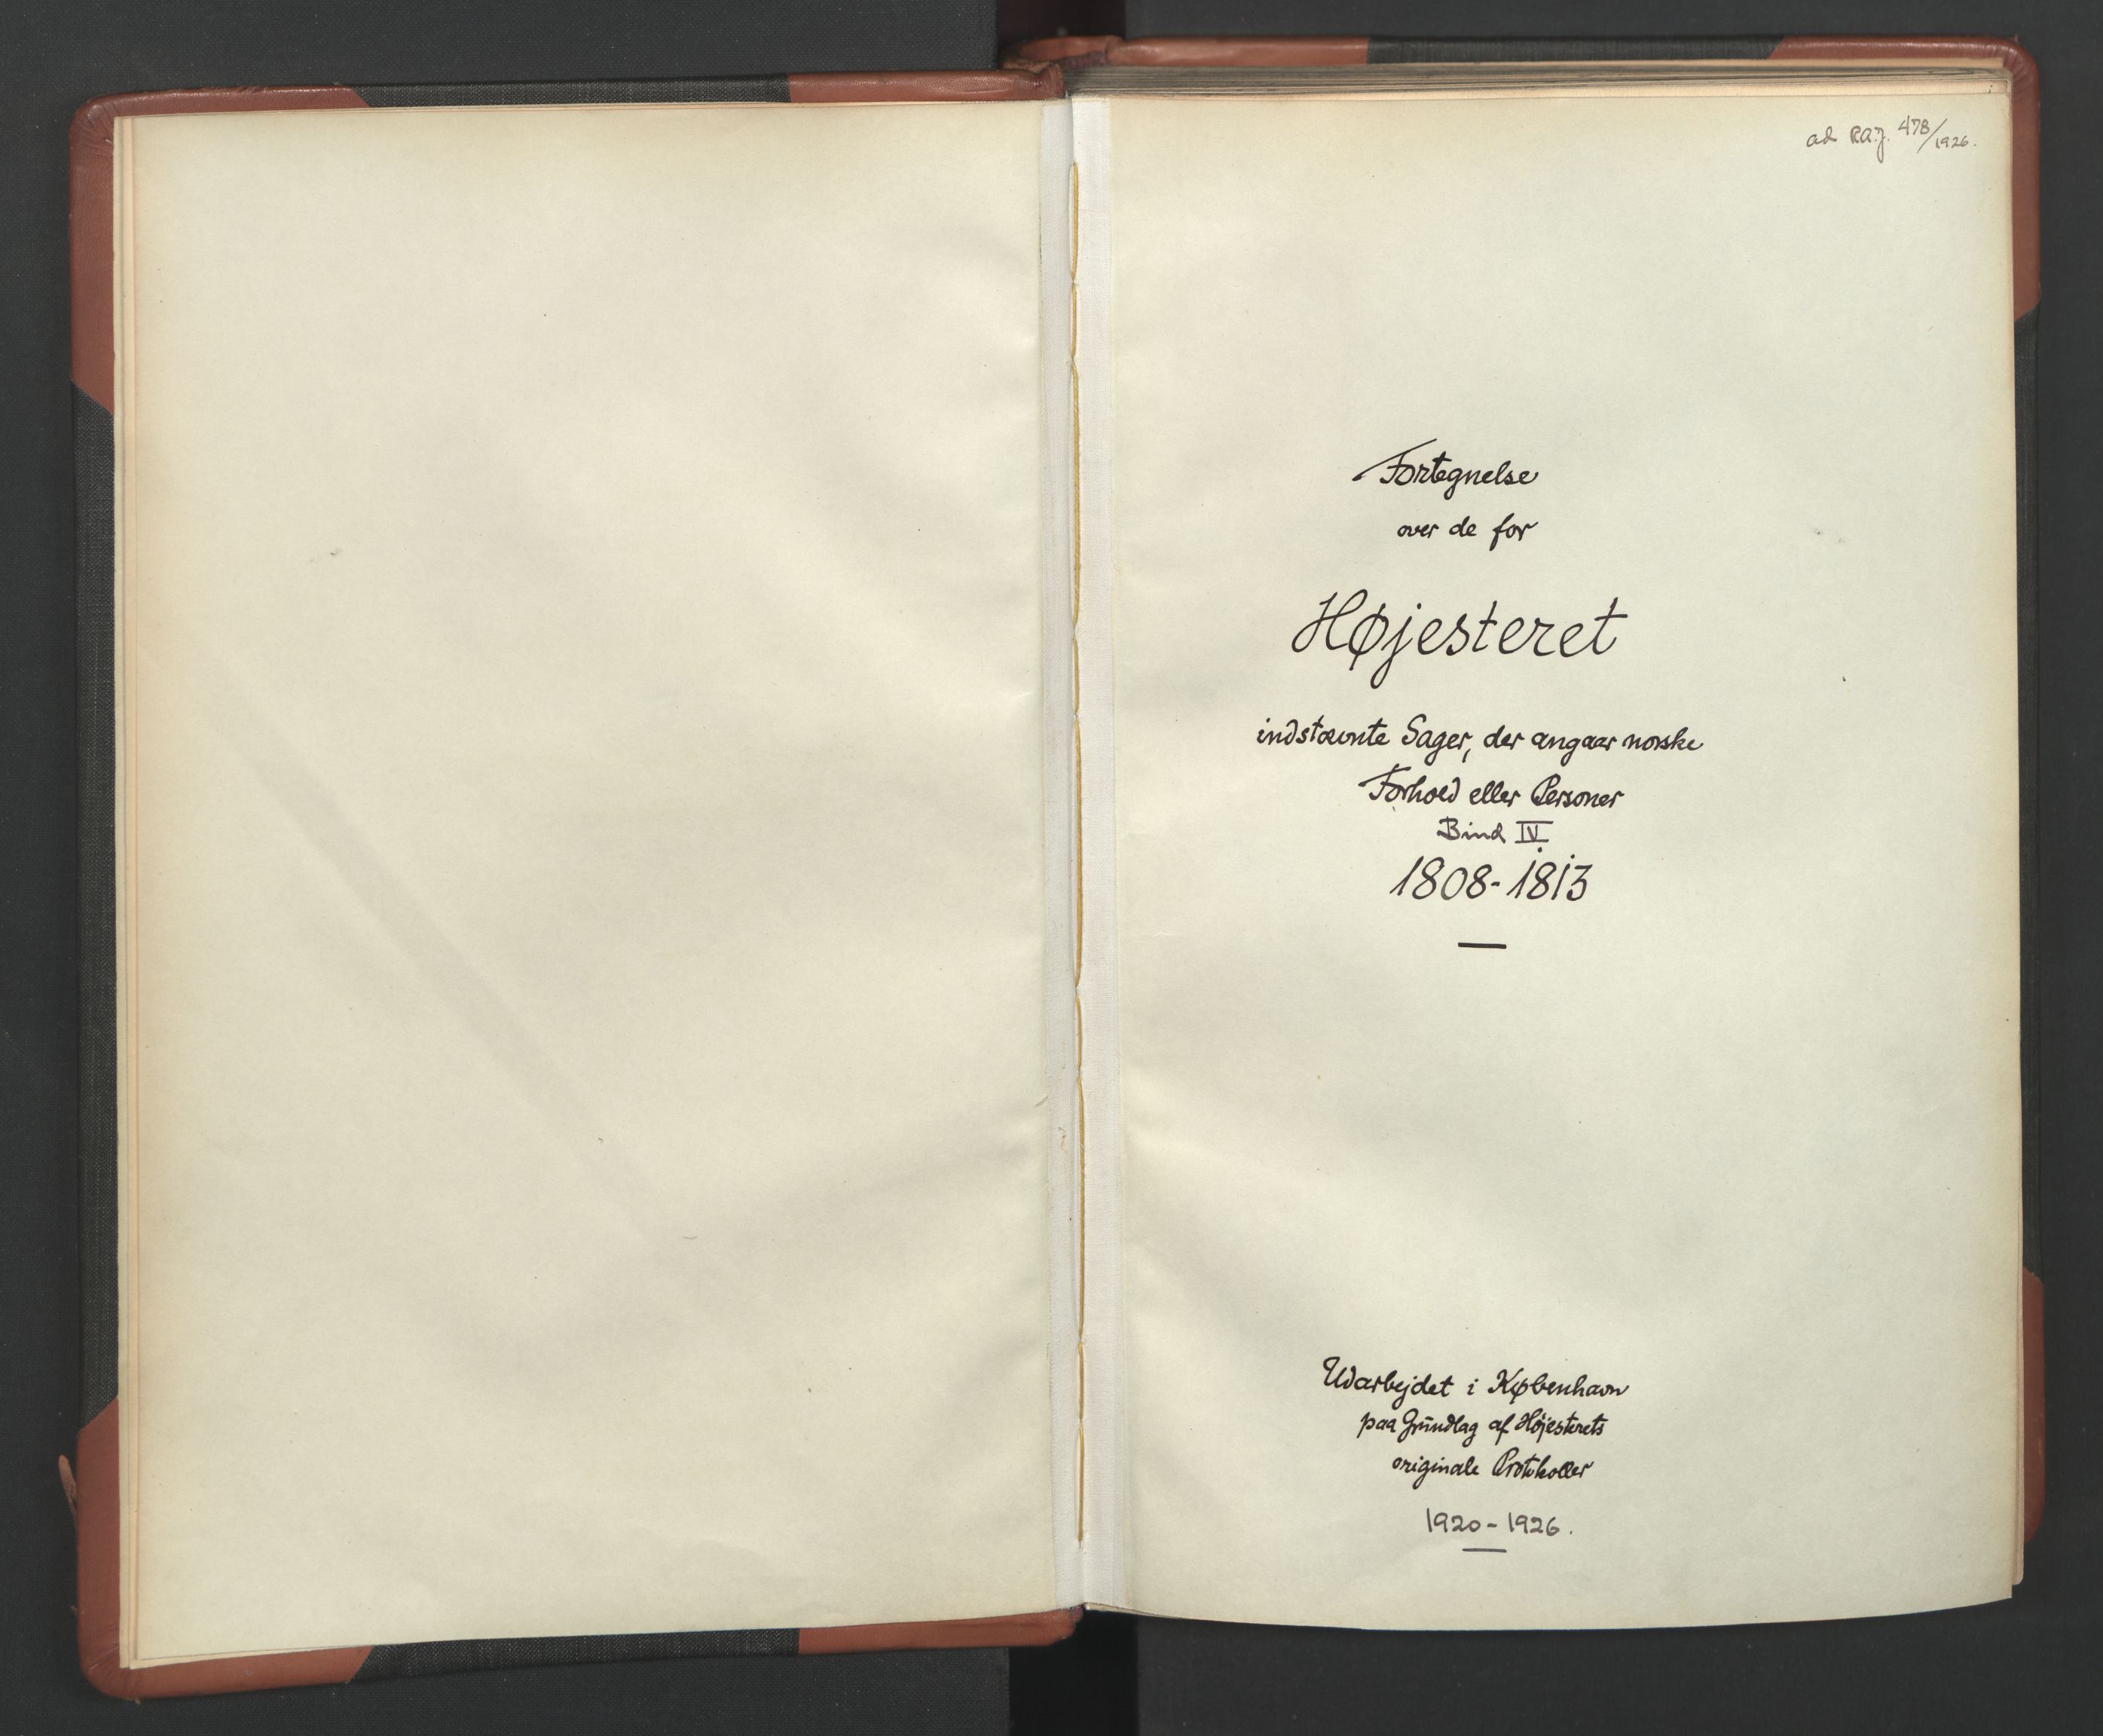 ad RA.J. 478/1926.
Fortegnelse
over de for
Højesteret
indstævnte Sager, der angaar norske
Forhold eller Personer
Bind IV.
1808-1813
Udarbejdet i København
paa Grundlag af Højesterets
originale Protokoller
1920-1926.